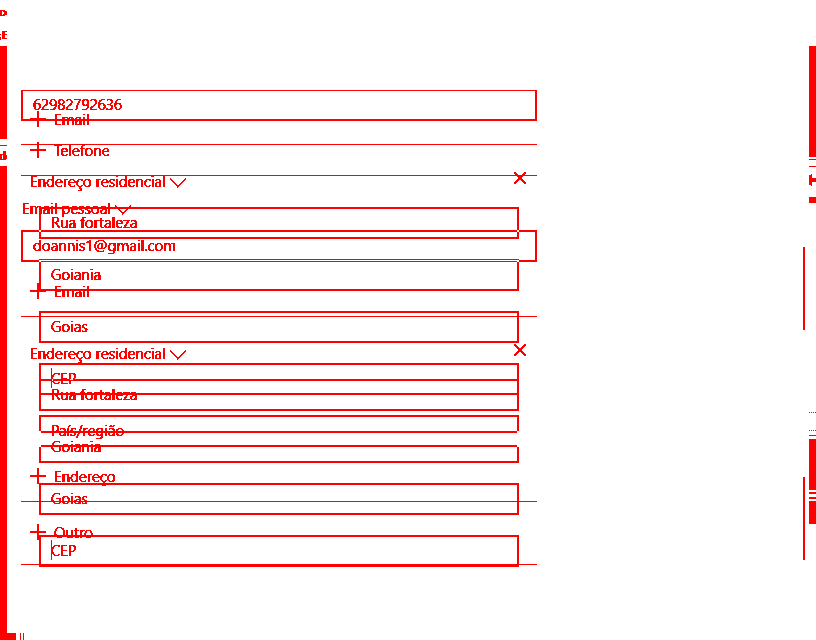 62982792636
Email
Telefone
Endereço residencial
Email pessoal
Rua fortaleza
doannis1@gmail.com
Goiania
Email
Goias
Endereço residencial
CEP
Rua fortaleza
País/região
Goiania
Endereço
Goias
Outro
CEP